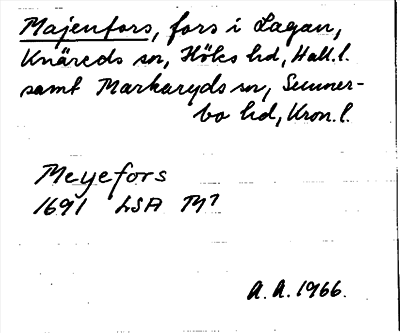 Majenfors, fors i Lagan,
Knäreds sn, Höks hd, Hall.l.
samt Markaryds sn, Sunner-
bo hd, Kron.l.
Meyefors
1691 LSA M7
A.A. 1966.